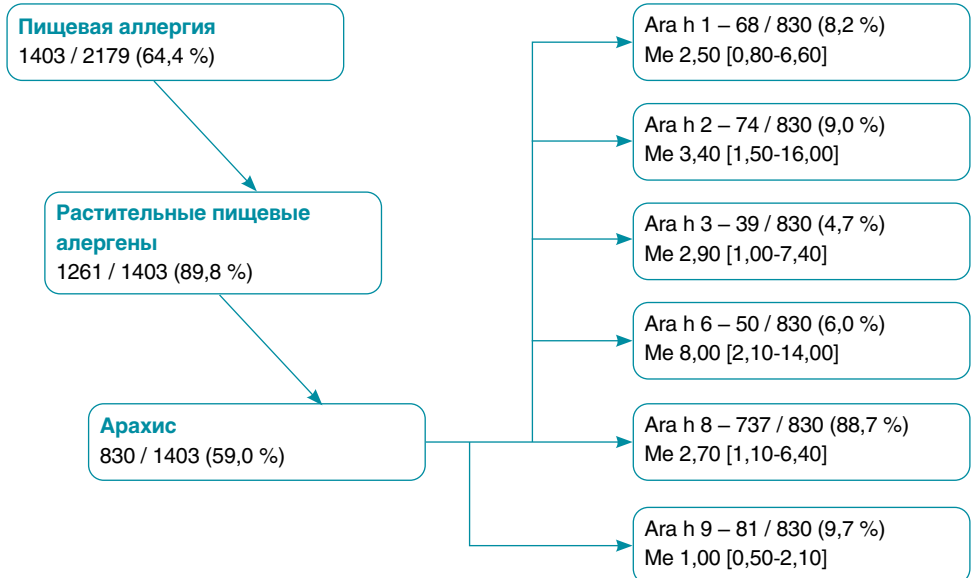 Пищевая аллергия
1403 / 2179 (64,4 %)
Растительные пищевые
алергены
1261 / 1403 (89,8 %)
Арахис
830 / 1403 (59,0 %)
Ara h 1 – 68 / 830 (8,2 %)
Me 2,50 [0,80-6,60]
Ara h 2 – 74 / 830 (9,0 %)
Me 3,40 [1,50-16,00]
Ara h 3 – 39 / 830 (4,7 %)
Me 2,90 [1,00-7,40]
Ara h 6 – 50 / 830 (6,0 %)
Me 8,00 [2,10-14,00]
Ara h 8 – 737 / 830 (88,7 %)
Me 2,70 [1,10-6,40]
Ara h 9 – 81 / 830 (9,7 %)
Me 1,00 [0,50-2,10]